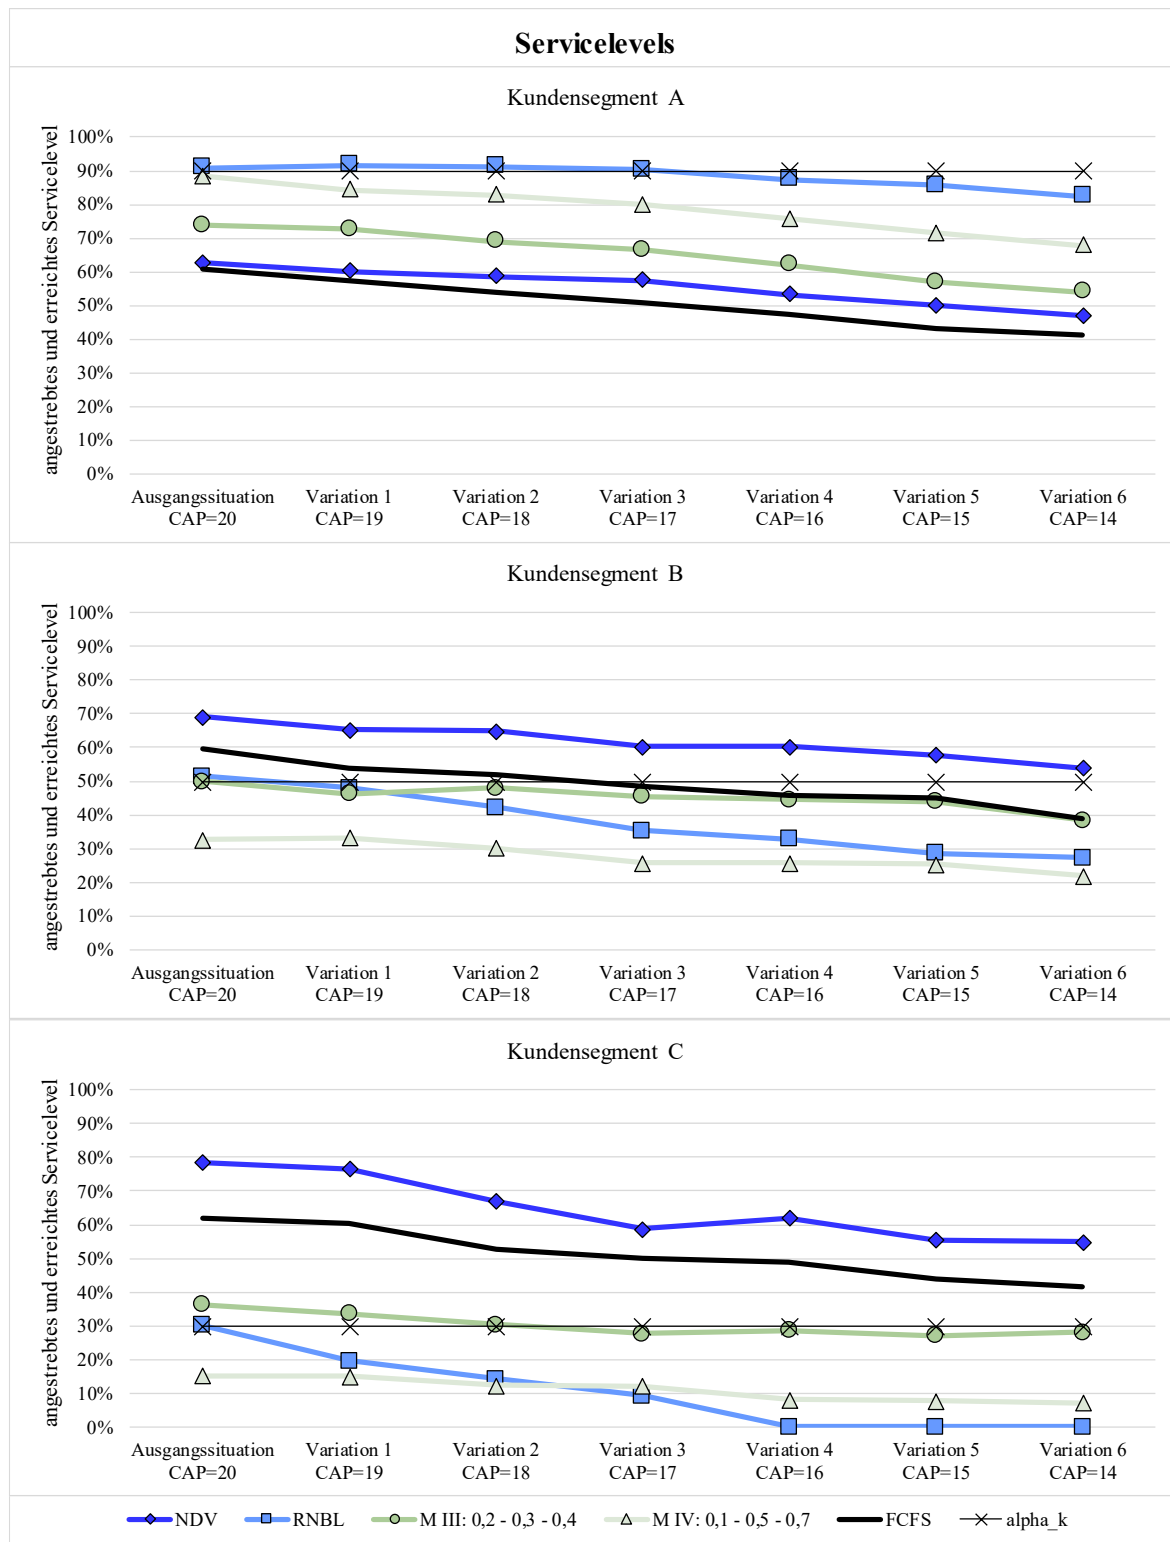 Servicelevels
Kundensegment A
angestrebtes und erreichtes Servicelevel
100%
90%
80%
70%
60%
50%
40%
30%
20%
10%
0%
Ausgangssituation Variation 1 Variation 2 Variation 3 Variation 4 Variation 5 Variation 6
CAP=20 CAP=19 CAP=18 CAP=17 CAP=16 CAP=15 CAP=14
Kundensegment B
angestrebtes und erreichtes Servicelevel
100%
90%
80%
70%
60%
50%
40%
30%
20%
10%
0%
Ausgangssituation Variation 1 Variation 2 Variation 3 Variation 4 Variation 5 Variation 6
CAP=20 CAP=19 CAP=18 CAP=17 CAP=16 CAP=15 CAP=14
Kundensegment C
angestrebtes und erreichtes Servicelevel
100%
90%
80%
70%
60%
50%
40%
30%
20%
10%
0%
Ausgangssituation Variation 1 Variation 2 Variation 3 Variation 4 Variation 5 Variation 6
CAP=20 CAP=19 CAP=18 CAP=17 CAP=16 CAP=15 CAP=14
NDV RNBL M III: 0,2 - 0,3 - 0,4 M IV: 0,1 - 0,5 - 0,7 FCFS alpha_k